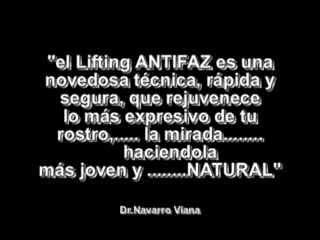 "el Lifting ANTIFAZ es una
novedosa técnica, rápida y
segura, que rejuvenece
lo más expresivo de tu
rostro,..... la mirada........
haciendola
más joven y ........NATURAL"
Dr.Navarro Viana